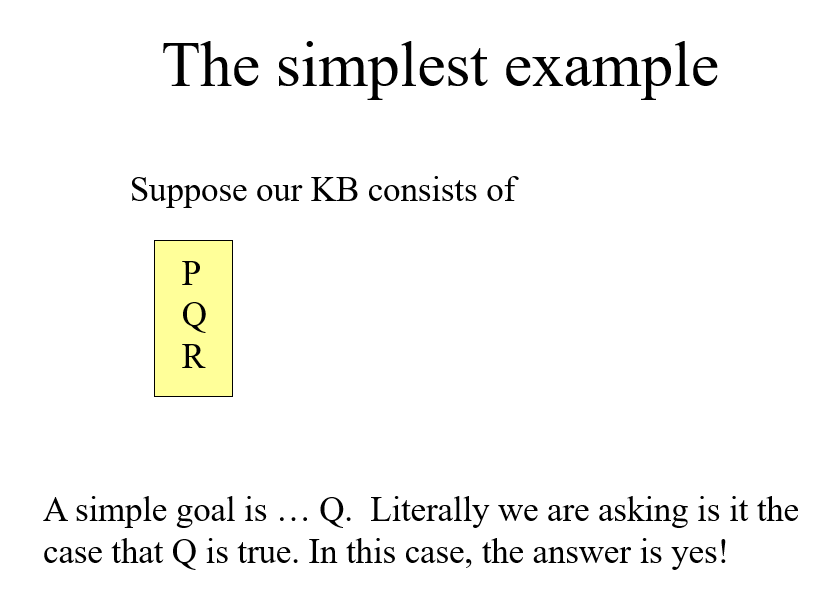 The simplest example
Suppose our KB consists of
P
Q
R
A simple goal is … Q.  Literally we are asking is it the
case that Q is true. In this case, the answer is yes!